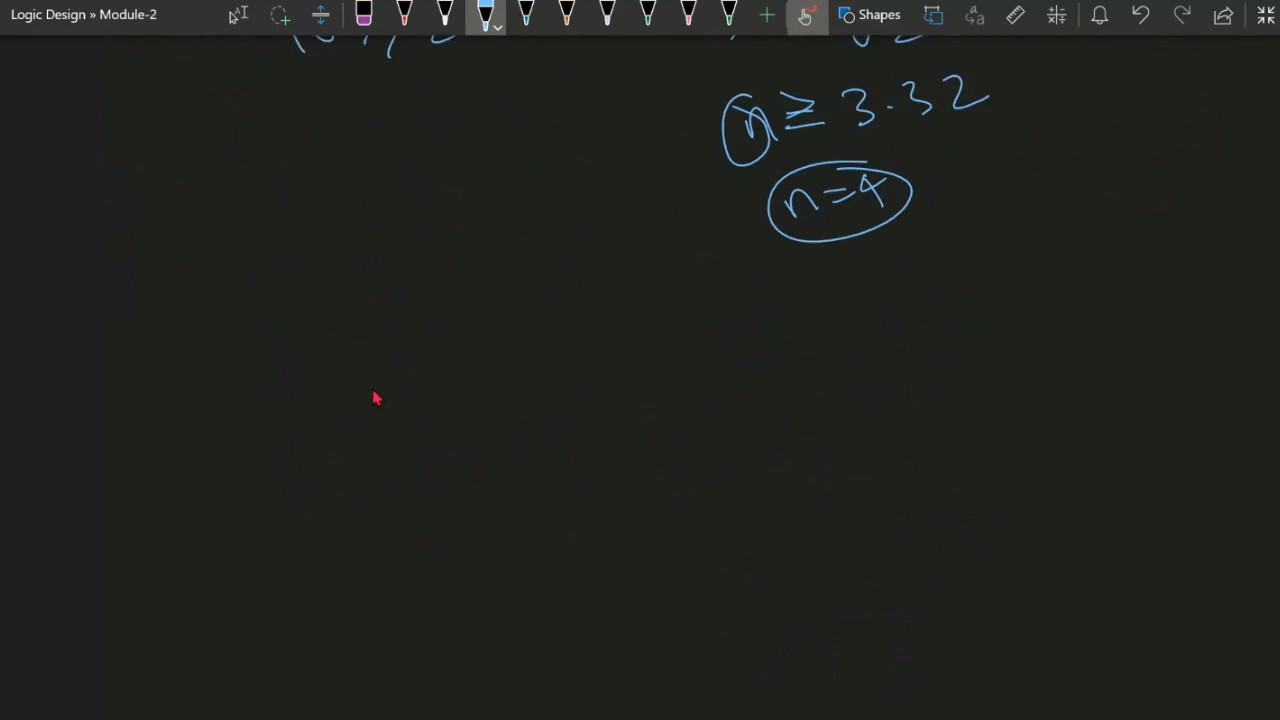 Logic Design » Module-2
Shapes
n ≥ 3.32
n=4